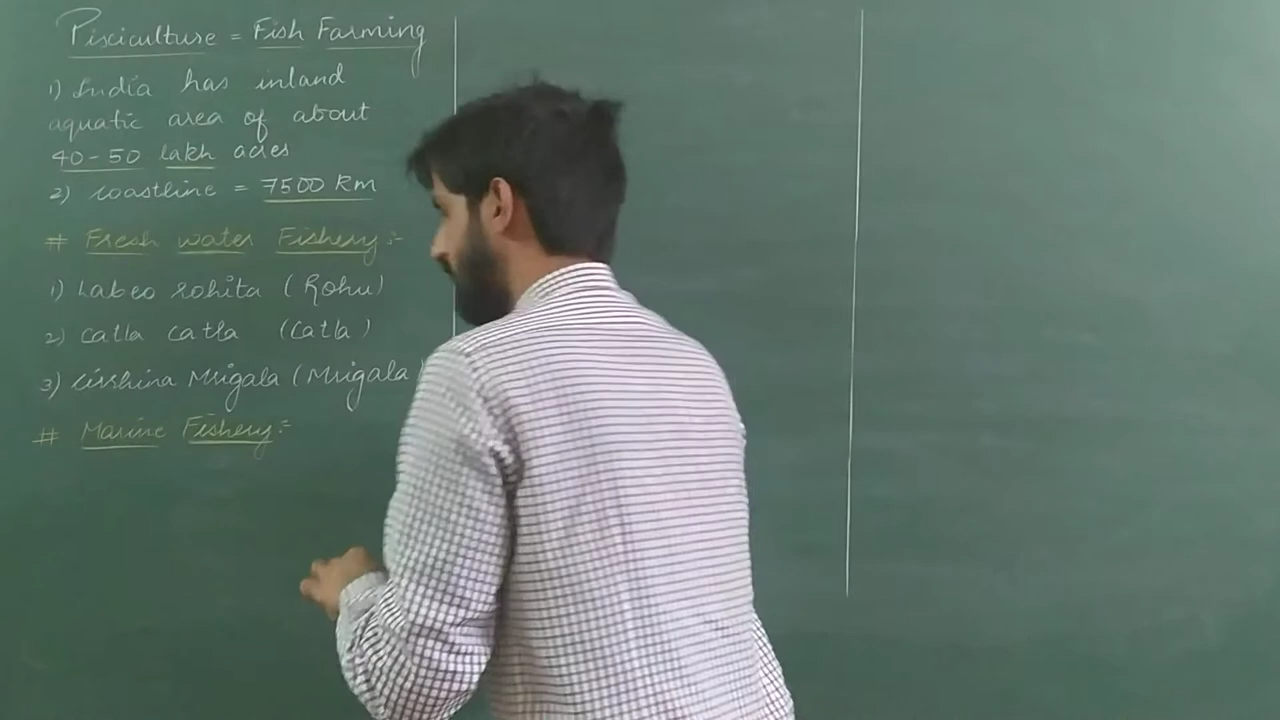 Pisciculture = Fish Farming
1) India has inland
aquatic area of about
40-50 lakh acres
2) coastline = 7500 Km
# Fresh water Fishery:-
1) Labeo rohita (Rohu)
2) Catla catla (Catla)
3) Cirrhina Mrigala (Mrigala)
# Marine Fishery:-